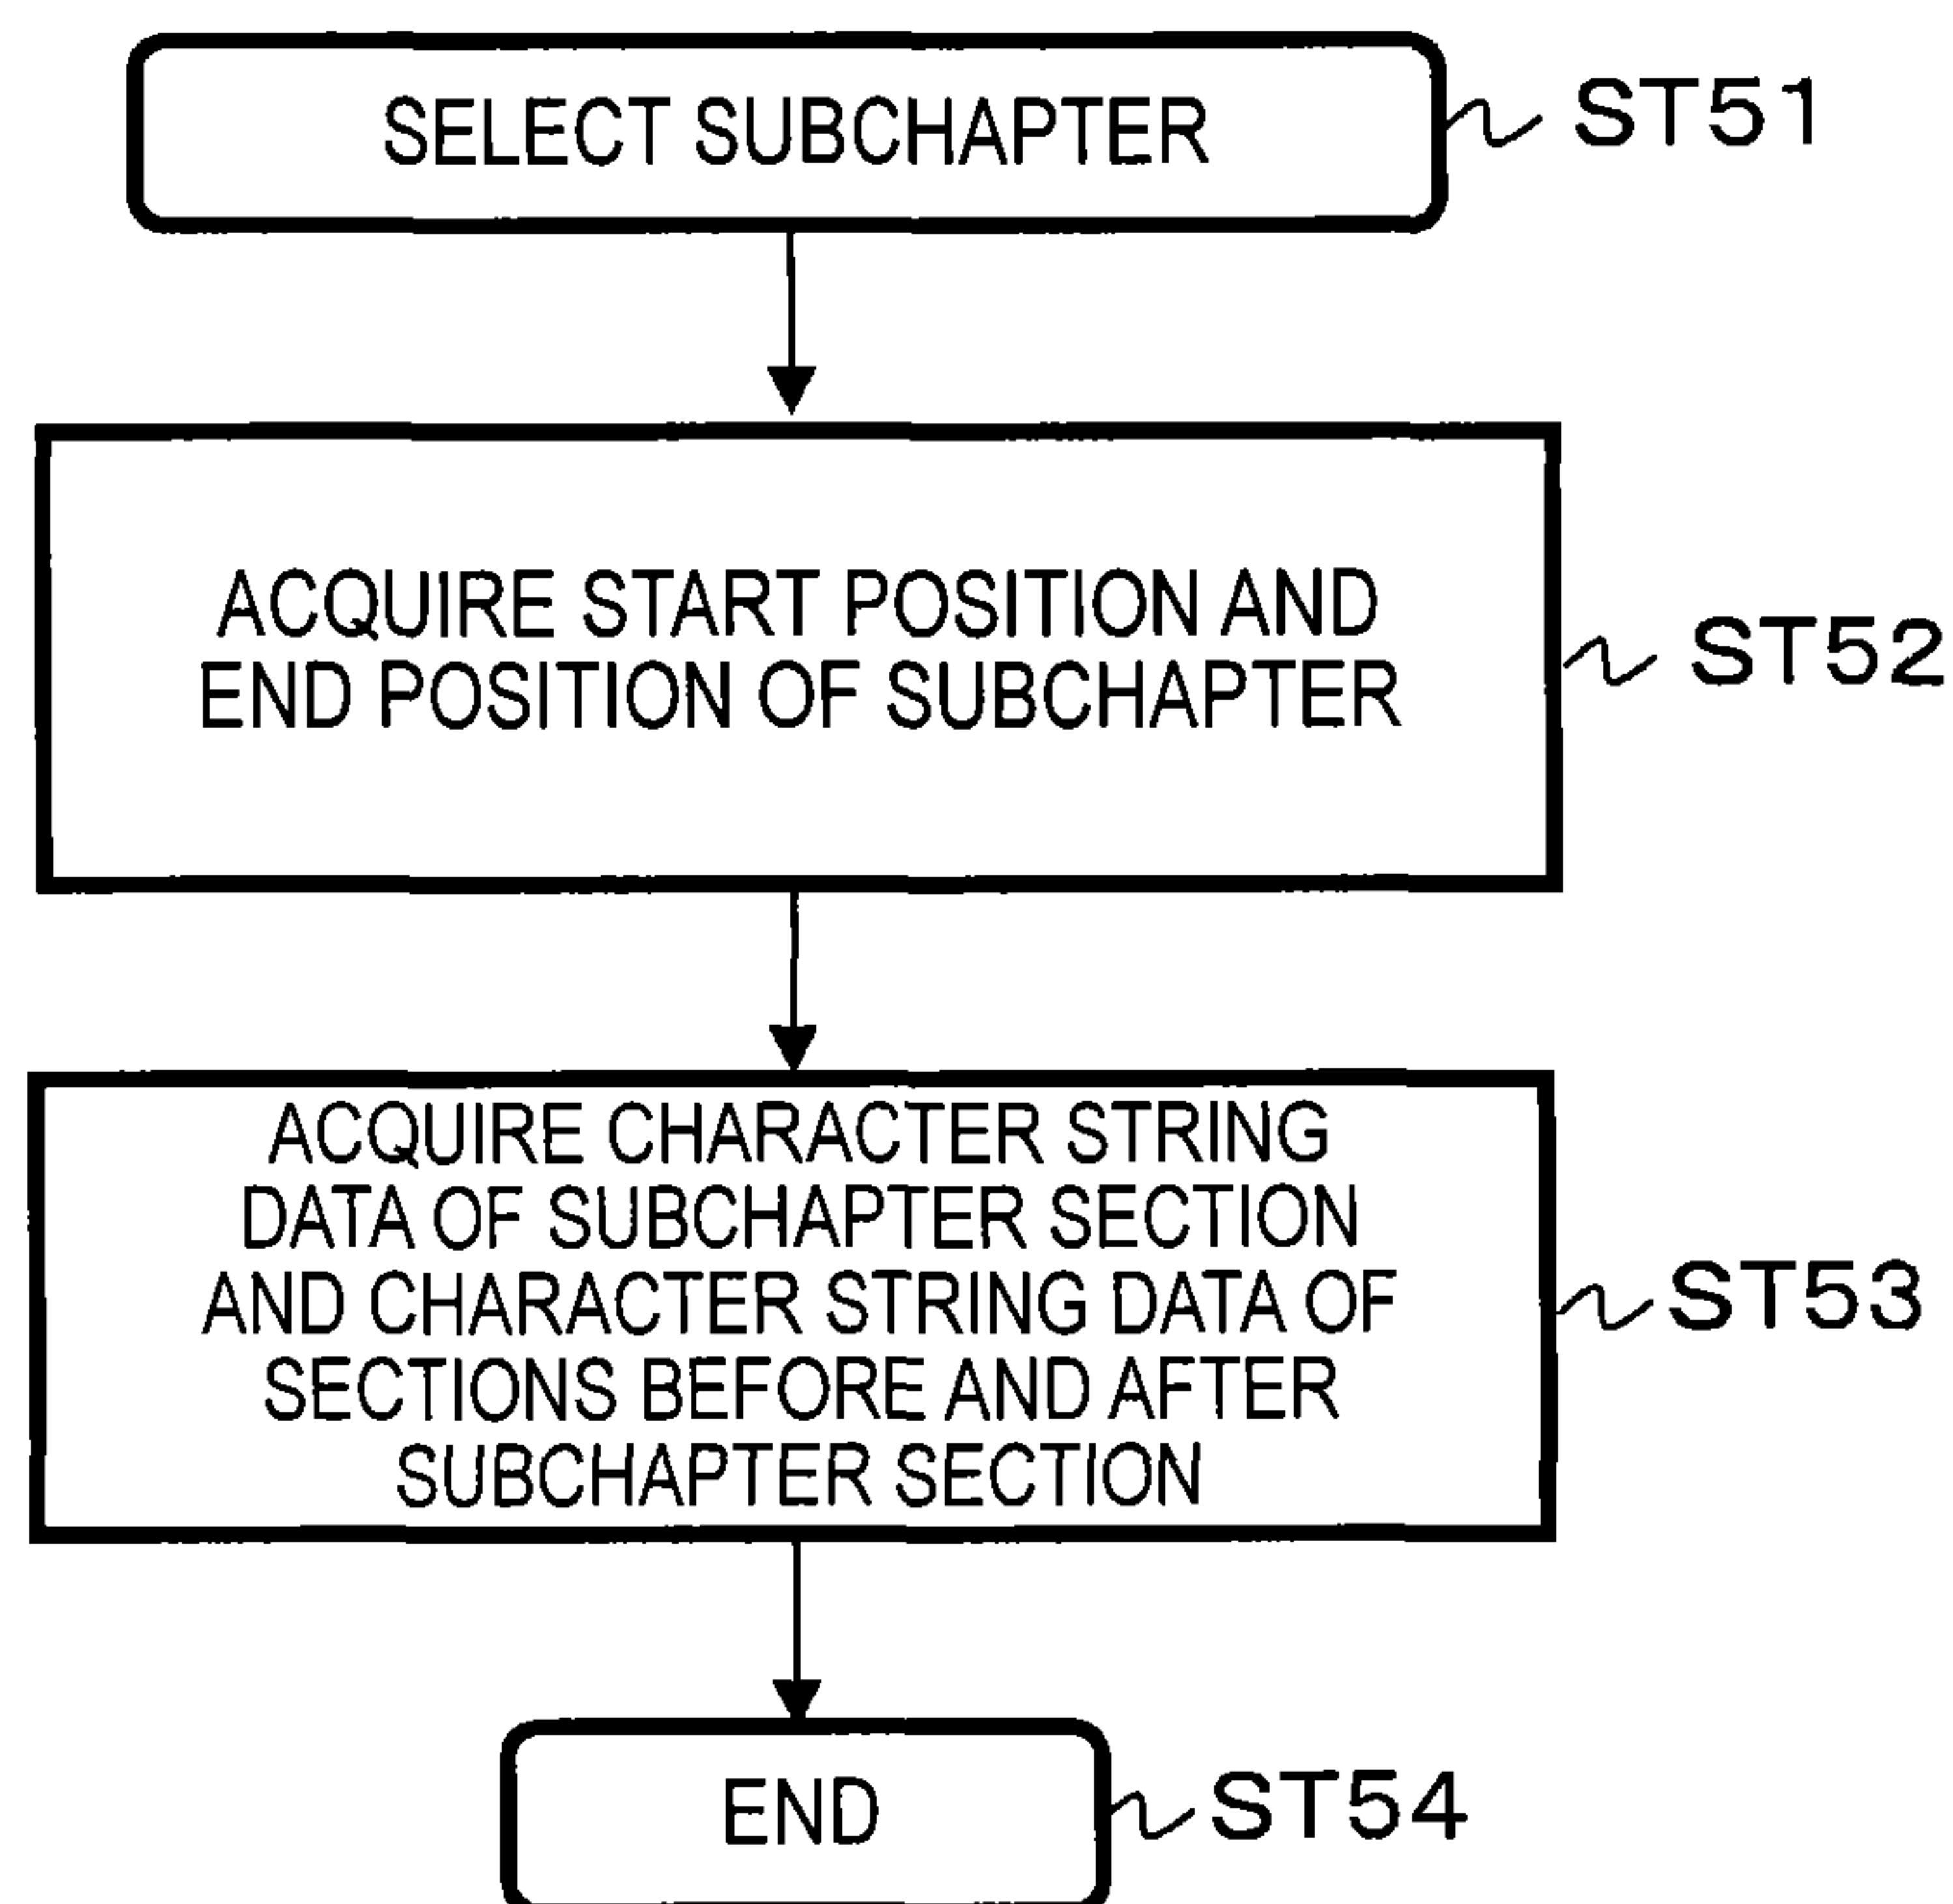 SELECT SUBCHAPTER
ST51
ACQUIRE START POSITION AND
END POSITION OF SUBCHAPTER
ST52
ACQUIRE CHARACTER STRING
DATA OF SUBCHAPTER SECTION
AND CHARACTER STRING DATA OF
SECTIONS BEFORE AND AFTER
SUBCHAPTER SECTION
ST53
END
ST54